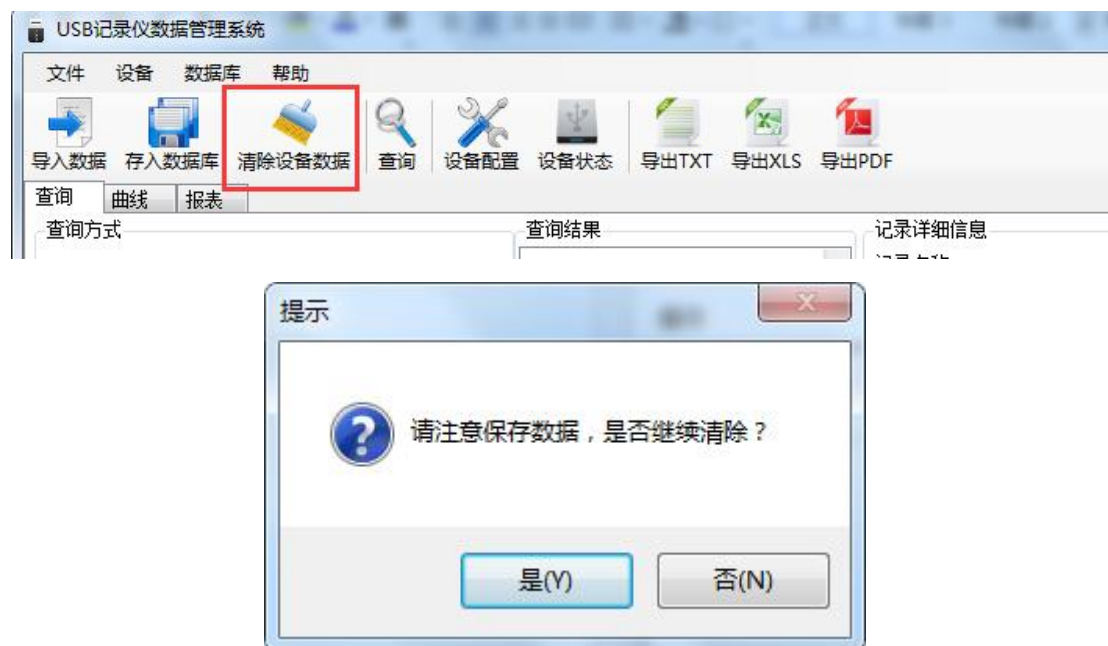 USB记录仪数据管理系统
文件 设备 数据库 帮助
导入数据 存入数据库 清除设备数据 查询 设备配置 设备状态 导出TXT 导出XLS 导出PDF
查询 曲线 报表
查询方式 查询结果 记录详细信息
提示
请注意保存数据，是否继续清除？
是(Y) 否(N)